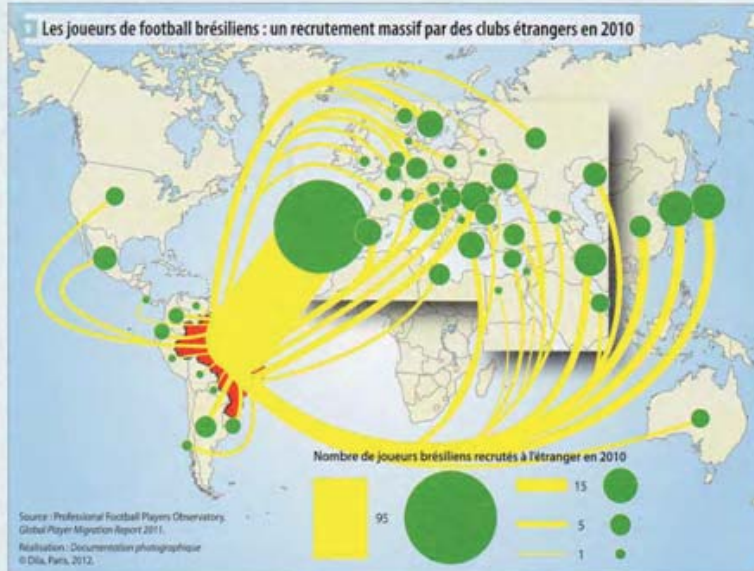 1 Les joueurs de football brésiliens : un recrutement massif par des clubs étrangers en 2010
Nombre de joueurs brésiliens recrutés à l'étranger en 2010
95
15
5
1
Source : Professional Football Players Observatory.
Global Player Migration Report 2011.
Réalisation : Documentation photographique
© Dila, Paris, 2012.